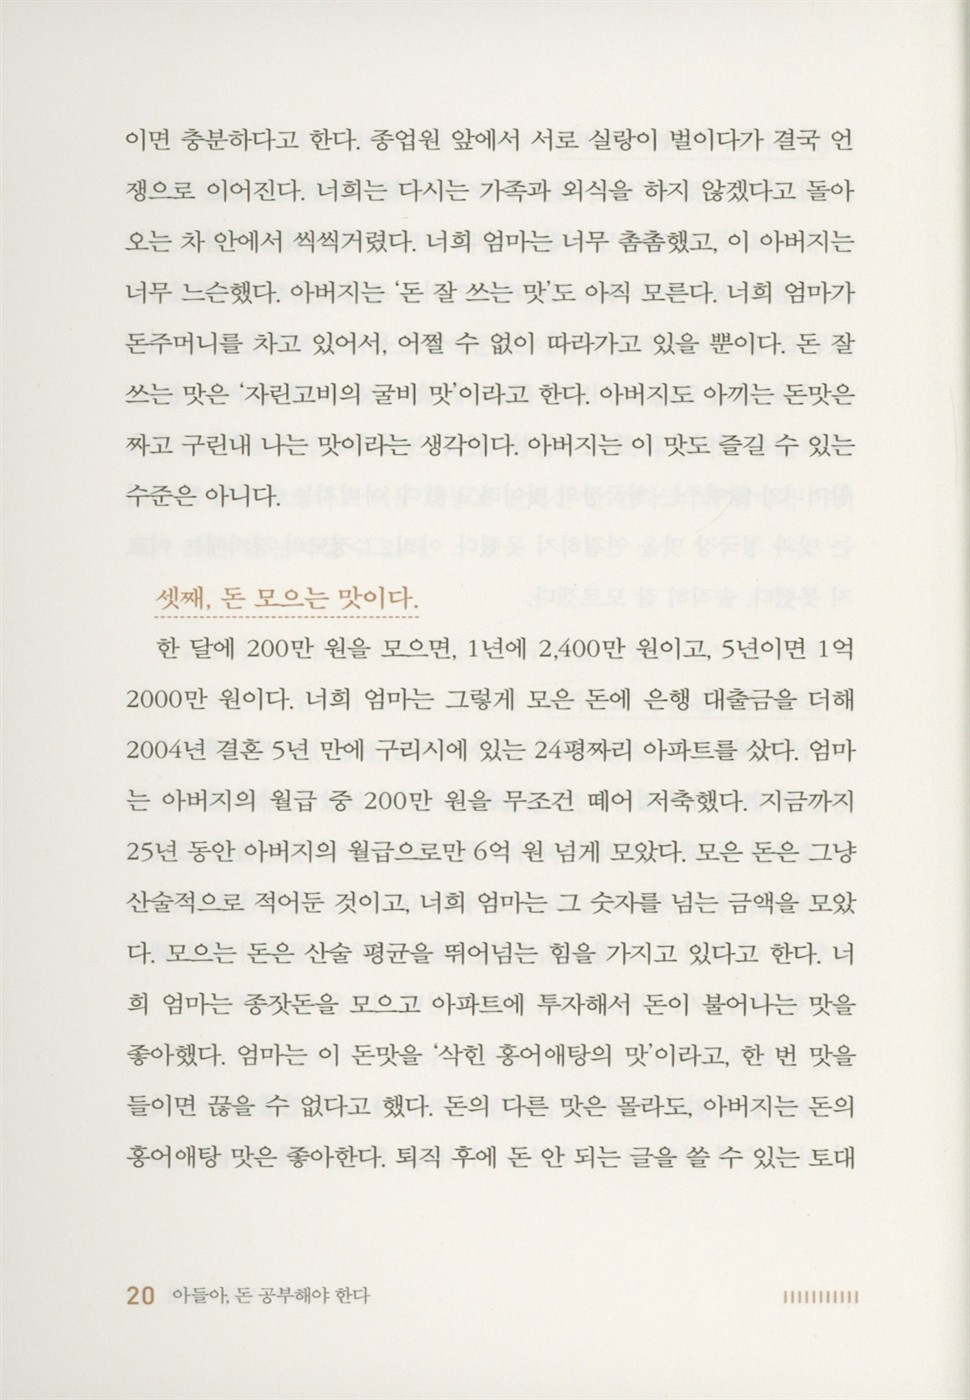 이면 충분하다고 한다. 종업원 앞에서 서로 실랑이 벌이다가 결국 언
쟁으로 이어진다. 너희는 다시는 가족과 외식을 하지 않겠다고 돌아
오는 차 안에서 씩씩거렸다. 너희 엄마는 너무 촘촘했고, 이 아버지는
너무 느슨했다. 아버지는 ‘돈 잘 쓰는 맛’도 아직 모른다. 너희 엄마가
돈주머니를 차고 있어서, 어쩔 수 없이 따라가고 있을 뿐이다. 돈 잘
쓰는 맛은 ‘자린고비의 굴비 맛’이라고 한다. 아버지도 아끼는 돈맛은
짜고 구린내 나는 맛이라는 생각이다. 아버지는 이 맛도 즐길 수 있는
수준은 아니다.
셋째, 돈 모으는 맛이다.
한 달에 200만 원을 모으면, 1년에 2,400만 원이고, 5년이면 1억
2000만 원이다. 너희 엄마는 그렇게 모은 돈에 은행 대출금을 더해
2004년 결혼 5년 만에 구리시에 있는 24평짜리 아파트를 샀다. 엄마
는 아버지의 월급 중 200만 원을 무조건 떼어 저축했다. 지금까지
25년 동안 아버지의 월급으로만 6억 원 넘게 모았다. 모은 돈은 그냥
산술적으로 적어둔 것이고, 너희 엄마는 그 숫자를 넘는 금액을 모았
다. 모으는 돈은 산술 평균을 뛰어넘는 힘을 가지고 있다고 한다. 너
희 엄마는 종잣돈을 모으고 아파트에 투자해서 돈이 불어나는 맛을
좋아했다. 엄마는 이 돈맛을 ‘삭힌 홍어애탕의 맛’이라고, 한 번 맛을
들이면 끊을 수 없다고 했다. 돈의 다른 맛은 몰라도, 아버지는 돈의
홍어애탕 맛은 좋아한다. 퇴직 후에 돈 안 되는 글을 쓸 수 있는 토대
20 아들아, 돈 공부해야 한다